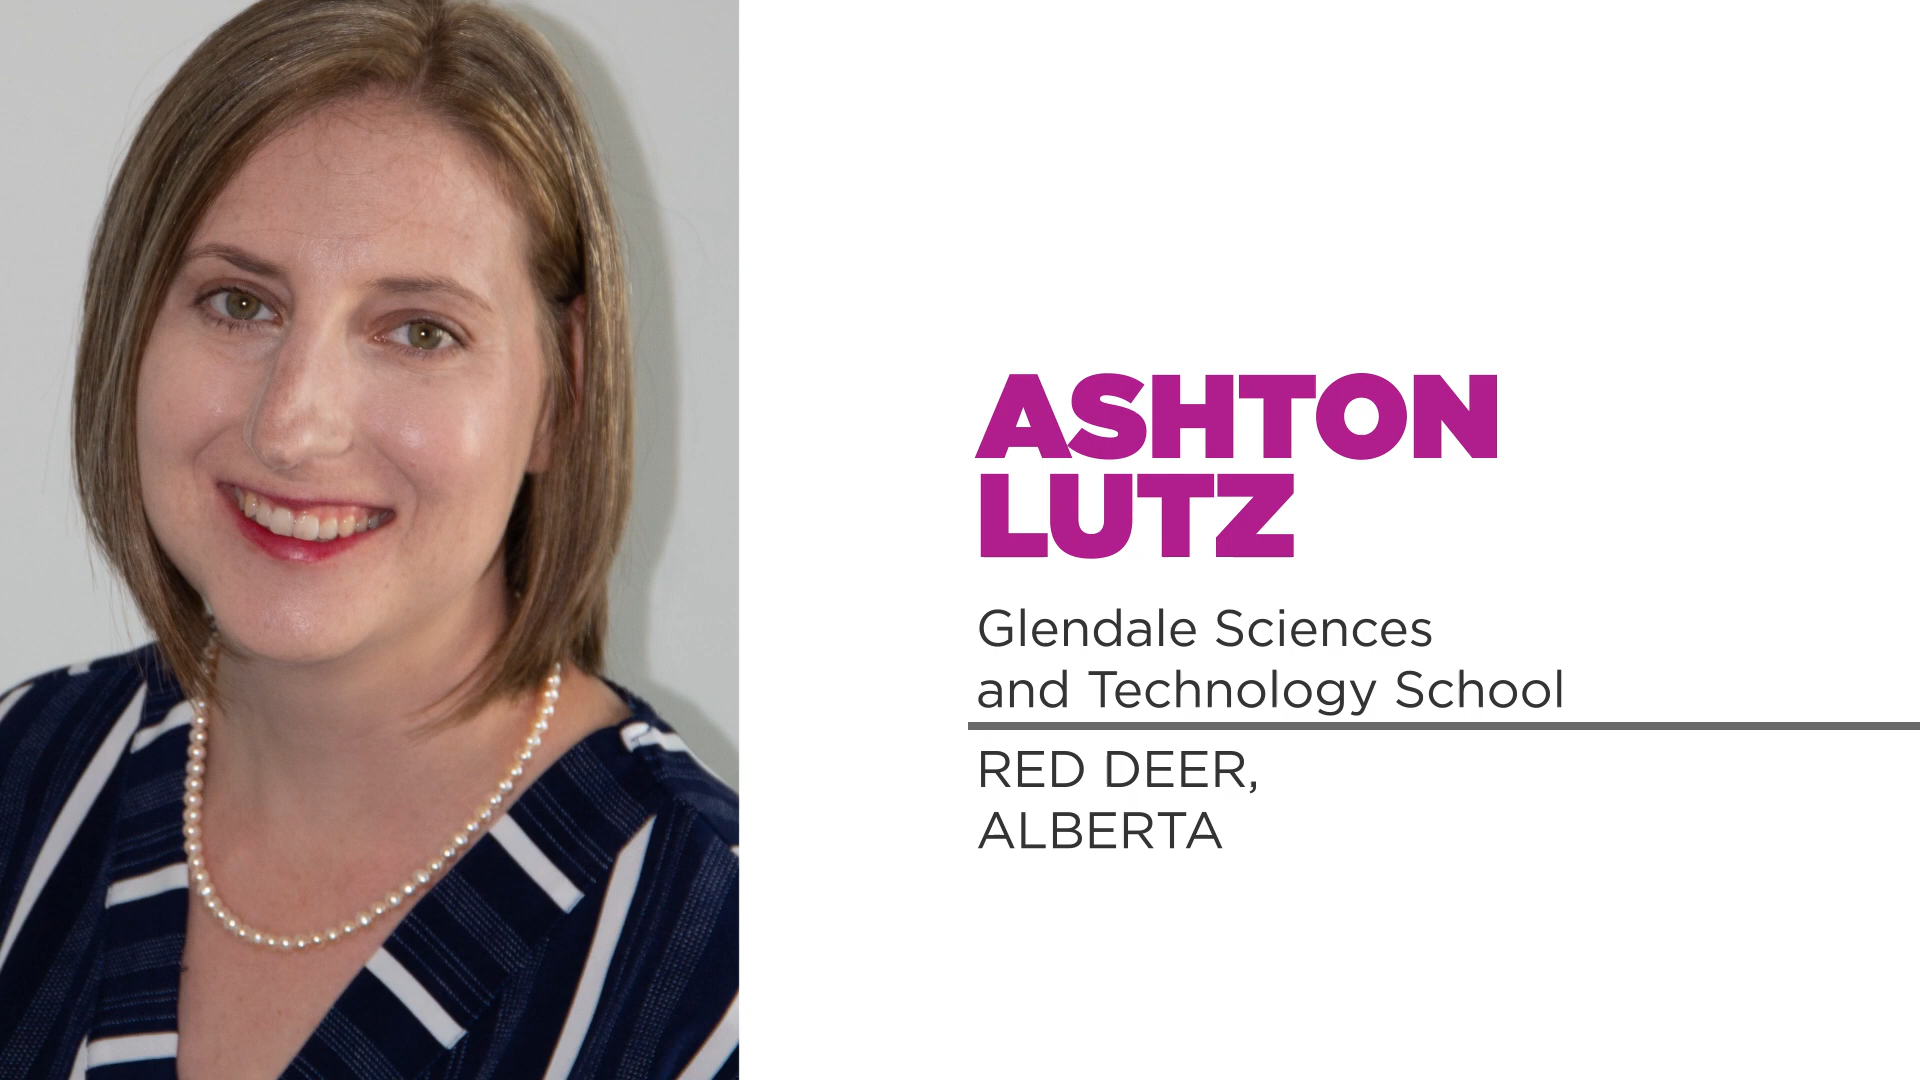 ASHTON
LUTZ
Glendale Sciences
and Technology School
RED DEER,
ALBERTA